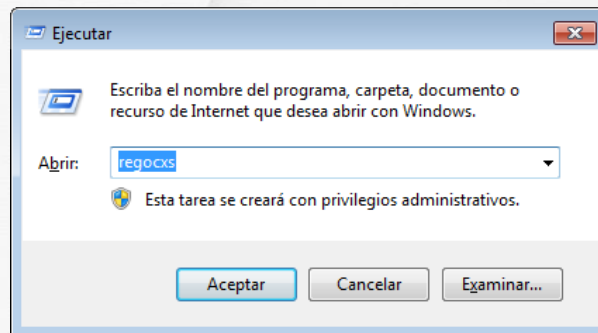 Ejecutar
Escriba el nombre del programa, carpeta, documento o
recurso de Internet que desea abrir con Windows.
Abrir:
regocxs
Esta tarea se creará con privilegios administrativos.
Aceptar
Cancelar
Examinar...